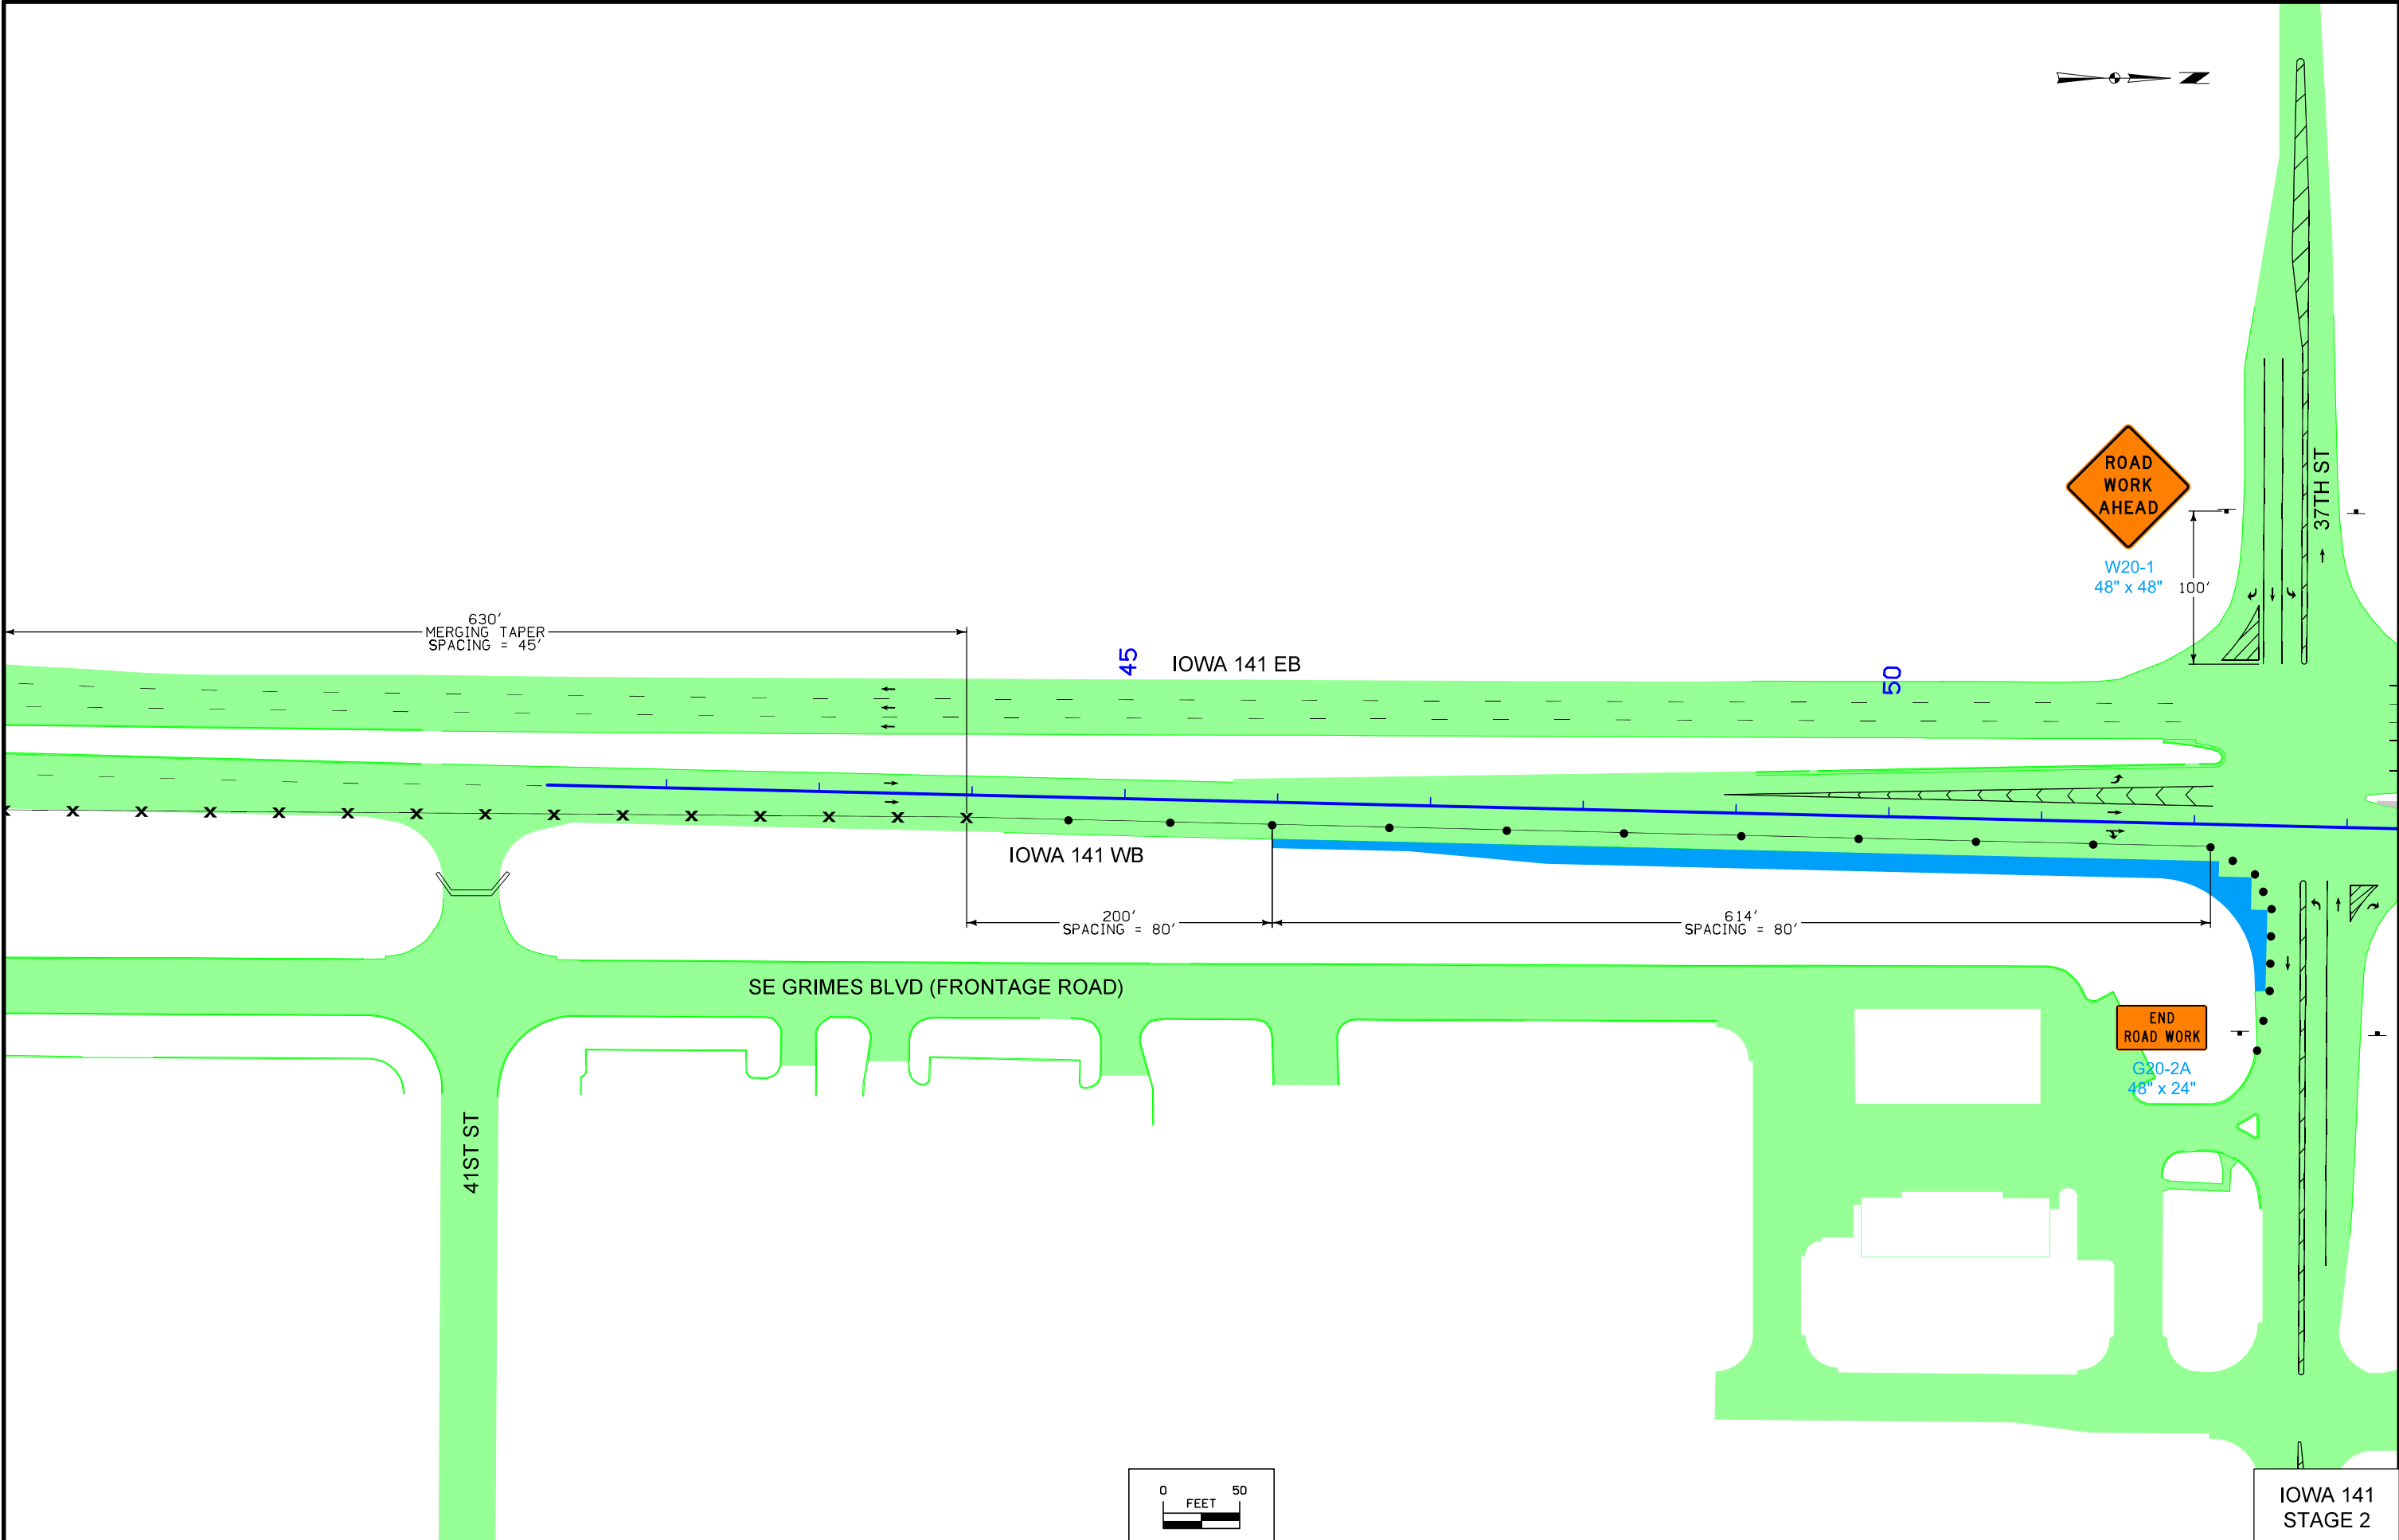 N
ROAD
WORK
AHEAD
W20-1
48" x 48"
100'
37TH ST
630'
MERGING TAPER
SPACING = 45'
45
IOWA 141 EB
50
IOWA 141 WB
200'
SPACING = 80'
614'
SPACING = 80'
SE GRIMES BLVD (FRONTAGE ROAD)
END
ROAD WORK
G20-2A
48" x 24"
41ST ST
0 50
FEET
IOWA 141
STAGE 2